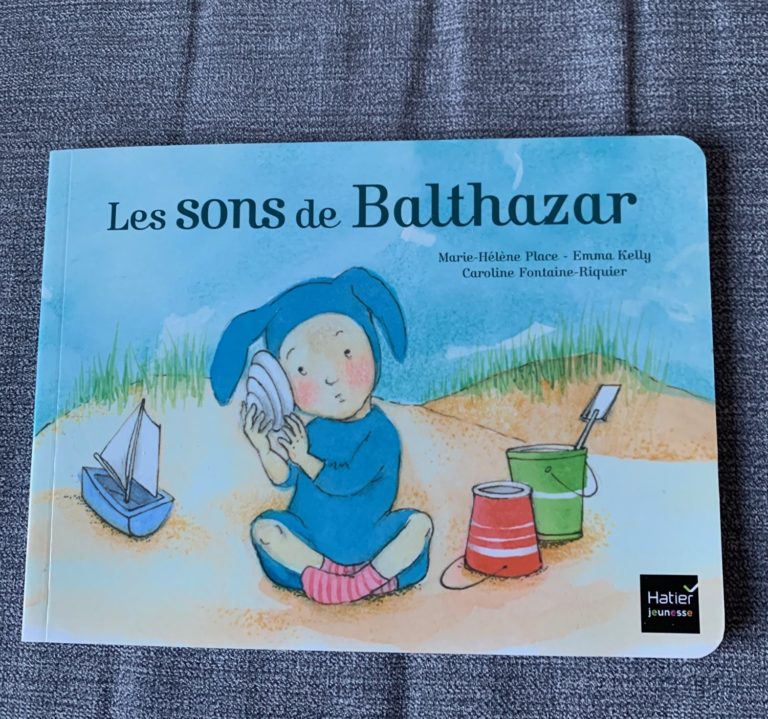 Les sons de Balthazar
Marie-Hélène Place - Emma Kelly
Caroline Fontaine-Riquier
Hatier
jeunesse